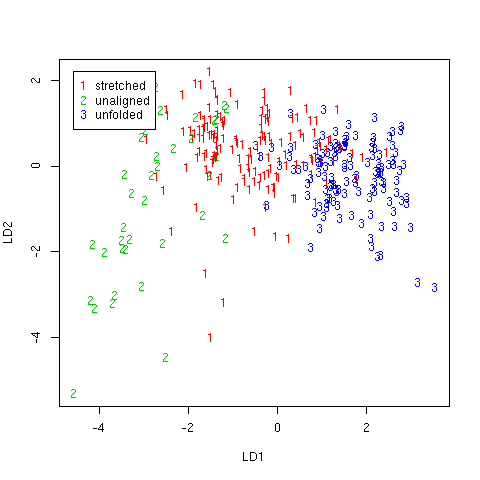 1 stretched
2 unaligned
3 unfolded
2
0
-2
-4
LD2
-4 -2 0 2
LD1